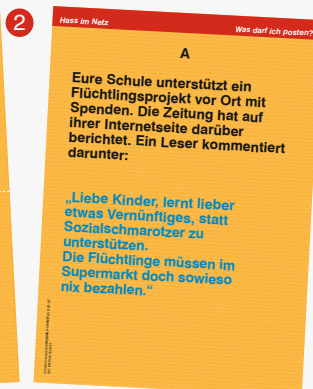 2
Hass im Netz
Was darf ich posten?
A
Eure Schule unterstützt ein
Flüchtlingsprojekt vor Ort mit
Spenden. Die Zeitung hat auf
ihrer Internetseite darüber
berichtet. Ein Leser kommentiert
darunter:
„Liebe Kinder, lernt lieber
etwas Vernünftiges, statt
Sozialschmarotzer zu
unterstützen.
Die Flüchtlinge müssen im
Supermarkt doch sowieso
nix bezahlen.“